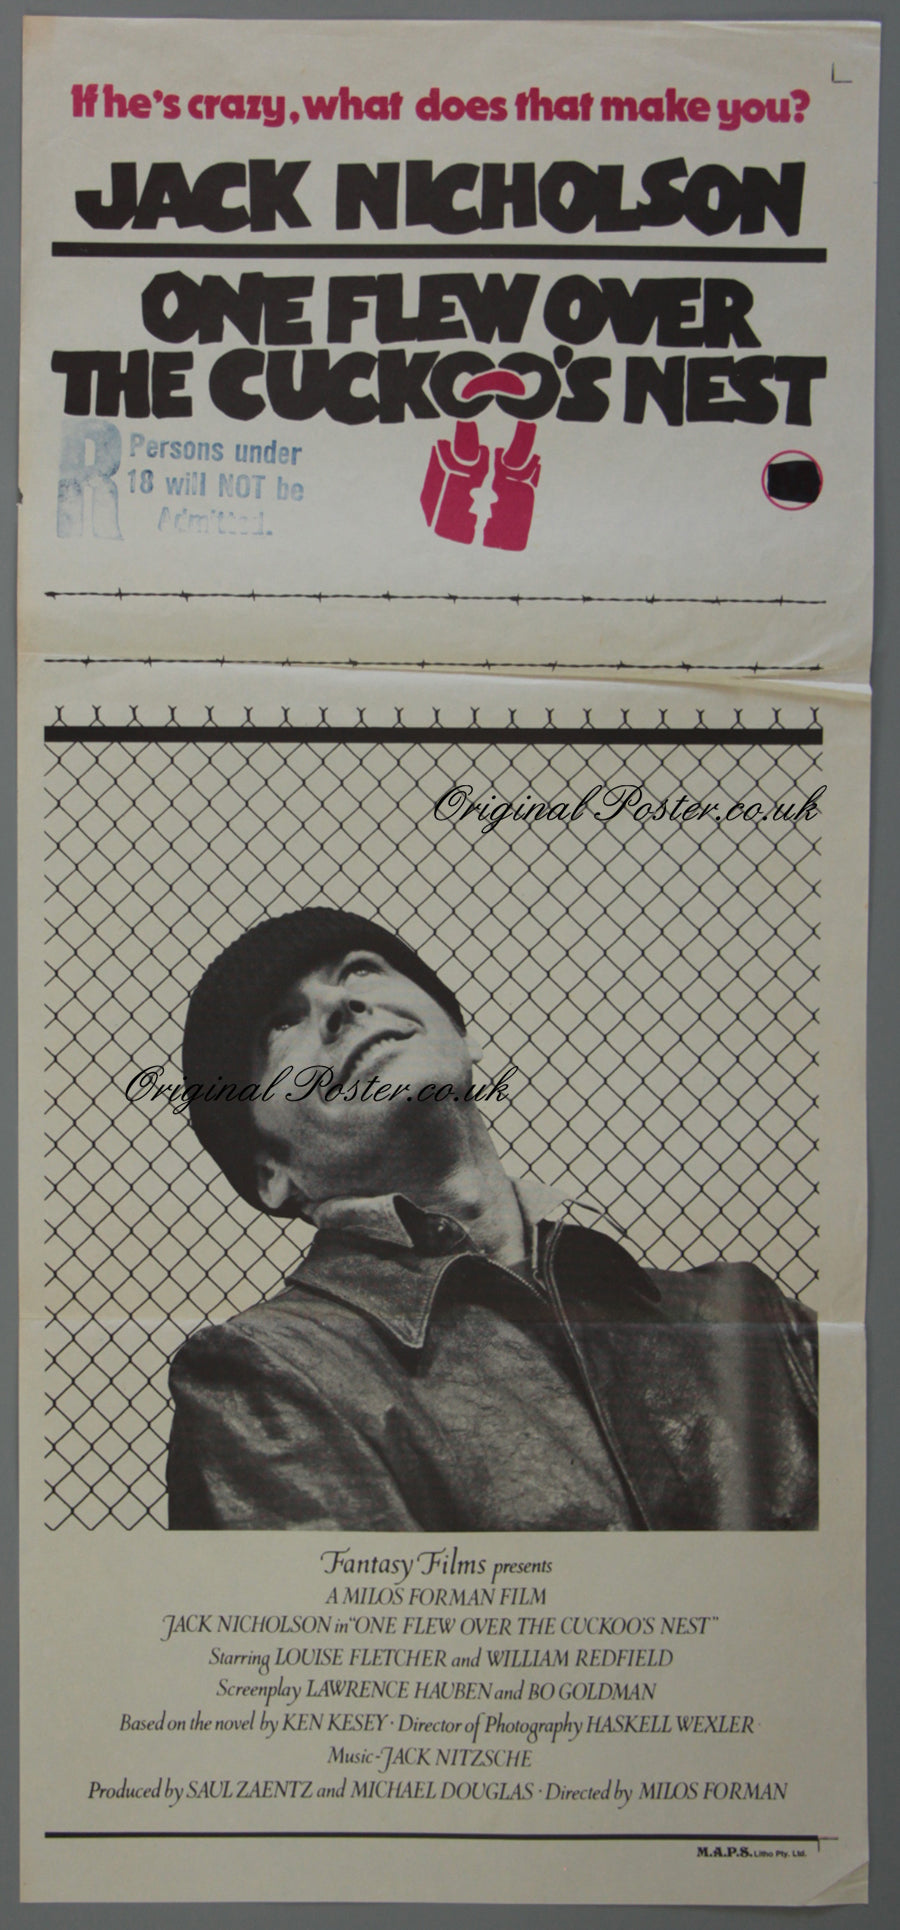 If he's crazy, what does that make you?
JACK NICHOLSON
ONE FLEW OVER
THE CUCKOO'S NEST
R
Persons under
18 will NOT be
Admitted.
Original Poster.co.uk
Original Poster.co.uk
Fantasy Films presents
A MILOS FORMAN FILM
JACK NICHOLSON in "ONE FLEW OVER THE CUCKOO'S NEST"
Starring LOUISE FLETCHER and WILLIAM REDFIELD
Screenplay LAWRENCE HAUBEN and BO GOLDMAN
Based on the novel by KEN KESEY · Director of Photography HASKELL WEXLER
Music-JACK NITZSCHE
Produced by SAUL ZAENTZ and MICHAEL DOUGLAS · Directed by MILOS FORMAN
M.A.P.S. Litho Pty. Ltd.